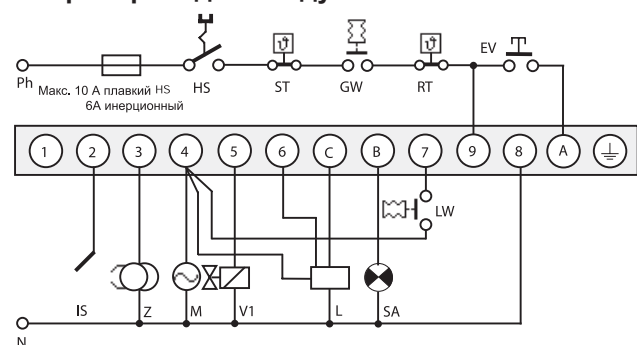 Ph
Макс. 10 А плавкий HS
6А инерционный
HS
ST
GW
RT
EV
1 2 3 4 5 6 C B 7 9 8 A
LW
IS Z M V1 L SA
N